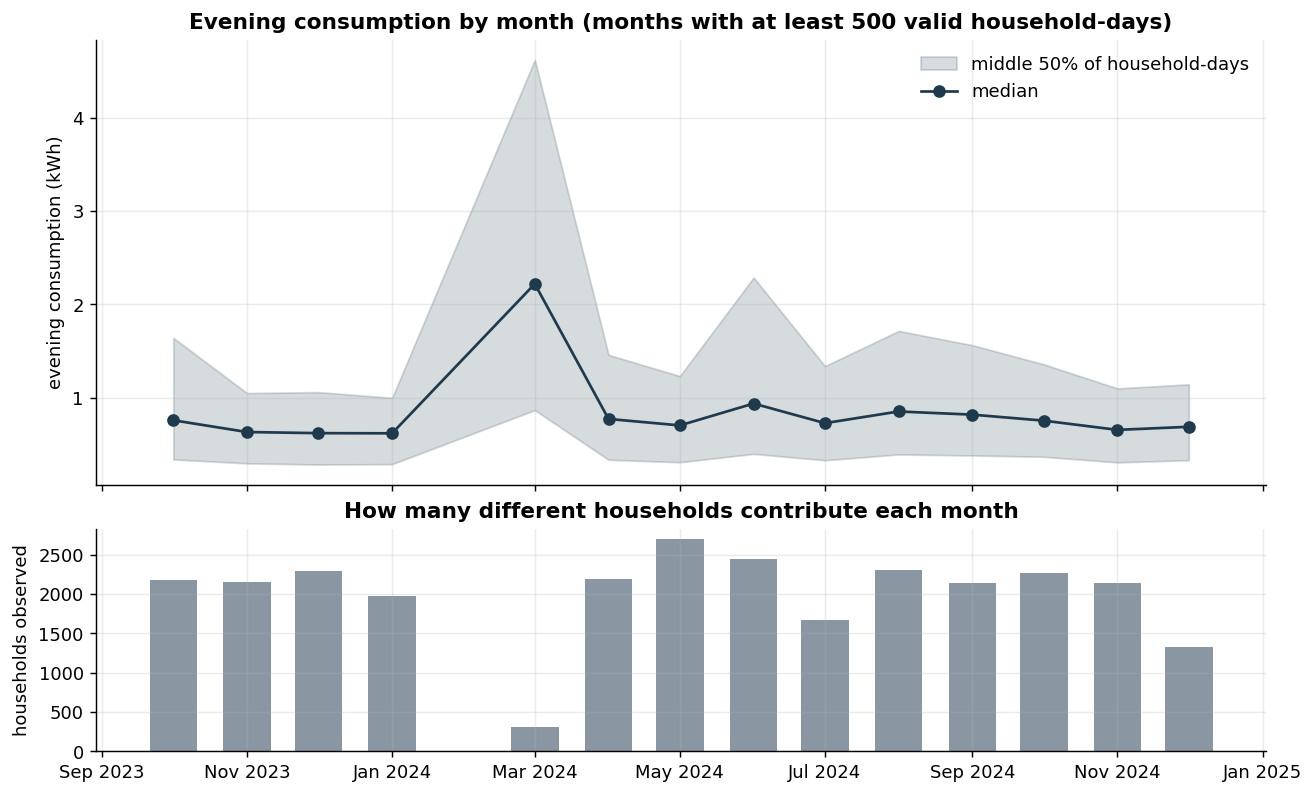 Evening consumption by month (months with at least 500 valid household-days)
middle 50% of household-days
median
evening consumption (kWh)
4
3
2
1
How many different households contribute each month
households observed
2500
2000
1500
1000
500
0
Sep 2023 Nov 2023 Jan 2024 Mar 2024 May 2024 Jul 2024 Sep 2024 Nov 2024 Jan 2025